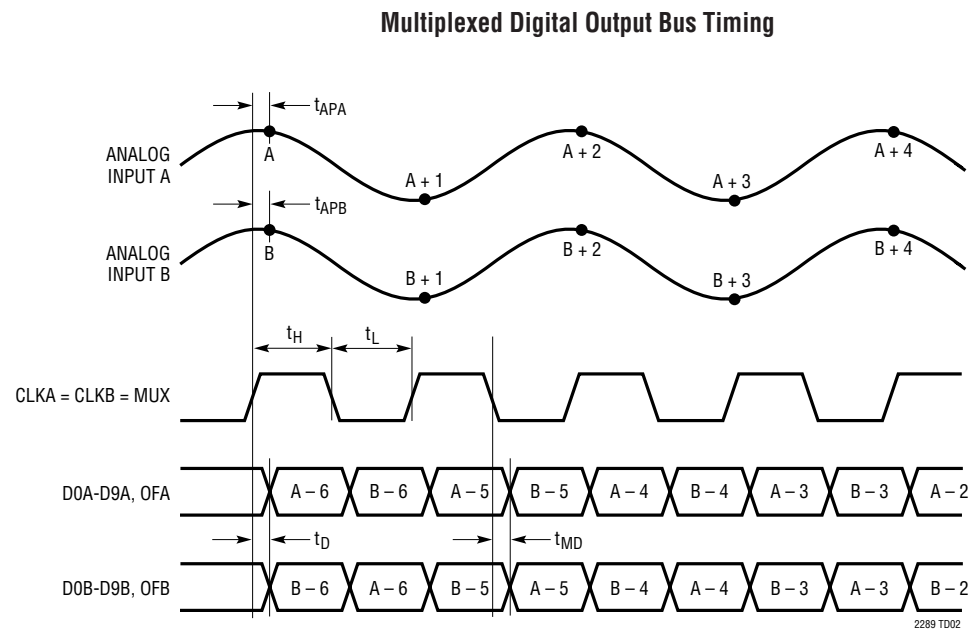 Multiplexed Digital Output Bus Timing
tAPA
ANALOG
INPUT A
A
A + 1
A + 2
A + 3
A + 4
tAPB
ANALOG
INPUT B
B
B + 1
B + 2
B + 3
B + 4
tH
tL
CLKA = CLKB = MUX
D0A-D9A, OFA
A – 6
B – 6
A – 5
B – 5
A – 4
B – 4
A – 3
B – 3
A – 2
tD
tMD
D0B-D9B, OFB
B – 6
A – 6
B – 5
A – 5
B – 4
A – 4
B – 3
A – 3
B – 2
2289 TD02